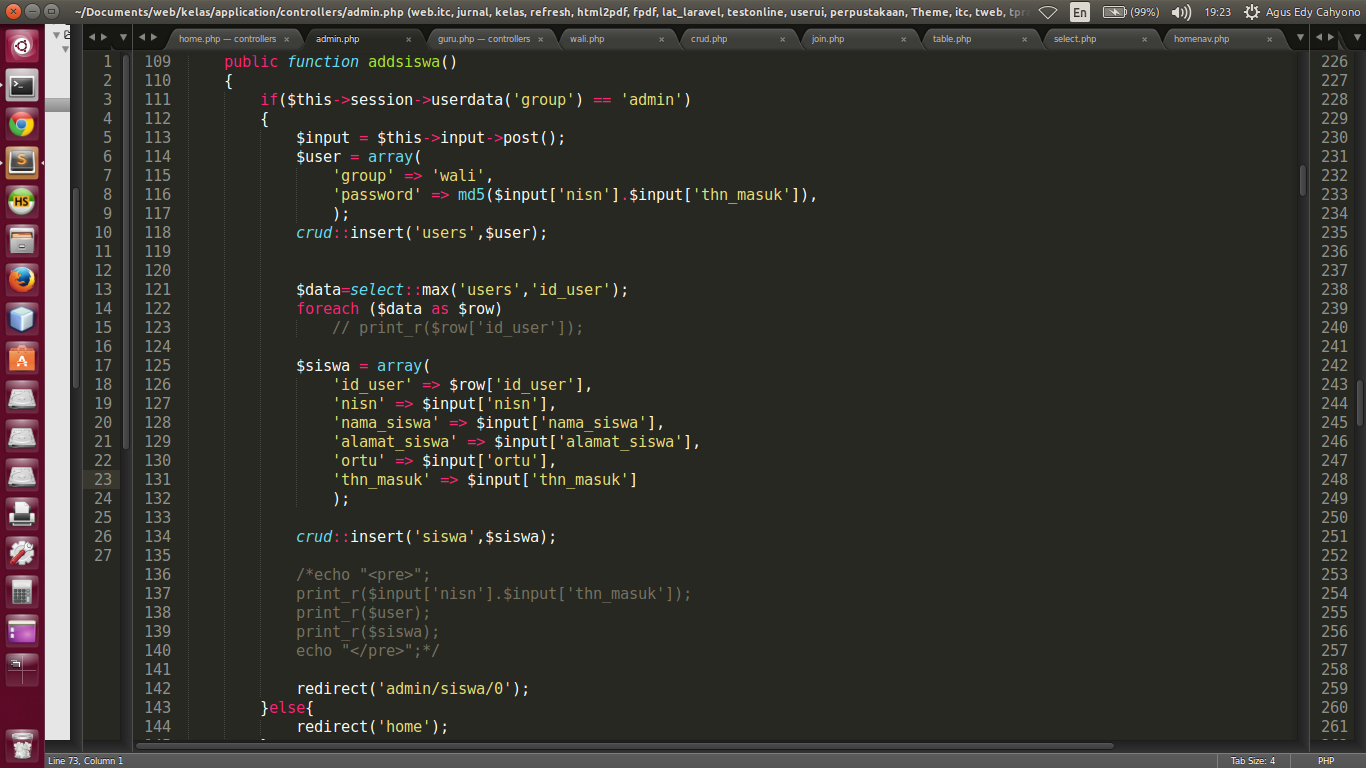 ~/Documents/web/kelas/application/controllers/admin.php (web.itc, jurnal, kelas, refresh, html2pdf, fpdf, lat_laravel, testonline, userui, perpustakaan, Theme, itc, tweb,
En
(99%)
19:23
Agus Edy Cahyono
home.php — controllers
admin.php
guru.php — controllers
wali.php
crud.php
join.php
table.php
select.php
homenav.php
1 109 public function addsiswa() 226
2 110 { 227
3 111 if($this->session->userdata('group') == 'admin') 228
4 112 { 229
5 113 $input = $this->input->post(); 230
6 114 $user = array( 231
7 115 'group' => 'wali', 232
8 116 'password' => md5($input['nisn'].$input['thn_masuk']), 233
9 117 ); 234
10 118 crud::insert('users',$user); 235
11 119 236
12 120 237
13 121 $data=select::max('users','id_user'); 238
14 122 foreach ($data as $row) 239
15 123 // print_r($row['id_user']); 240
16 124 241
17 125 $siswa = array( 242
18 126 'id_user' => $row['id_user'], 243
19 127 'nisn' => $input['nisn'], 244
20 128 'nama_siswa' => $input['nama_siswa'], 245
21 129 'alamat_siswa' => $input['alamat_siswa'], 246
22 130 'ortu' => $input['ortu'], 247
23 131 'thn_masuk' => $input['thn_masuk'] 248
24 132 ); 249
25 133 250
26 134 crud::insert('siswa',$siswa); 251
27 135 252
136 /*echo "<pre>"; 253
137 print_r($input['nisn'].$input['thn_masuk']); 254
138 print_r($user); 255
139 print_r($siswa); 256
140 echo "</pre>";*/ 257
141 258
142 redirect('admin/siswa/0'); 259
143 }else{ 260
144 redirect('home'); 261
Line 73, Column 1
Tab Size: 4
PHP